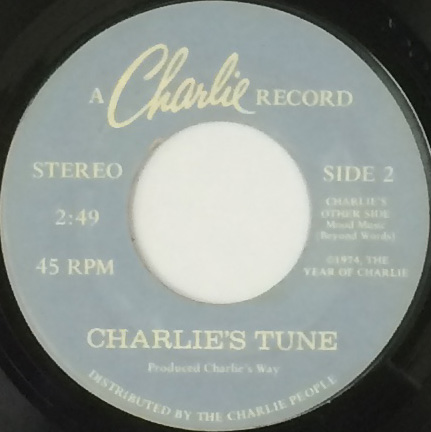 A Charlie RECORD
STEREO
SIDE 2
2:49
CHARLIE'S
OTHER SIDE
Mood Music
(Beyond Words)
45 RPM
©1974, THE
YEAR OF CHARLIE
CHARLIE'S TUNE
Produced Charlie's Way
DISTRIBUTED BY THE CHARLIE PEOPLE